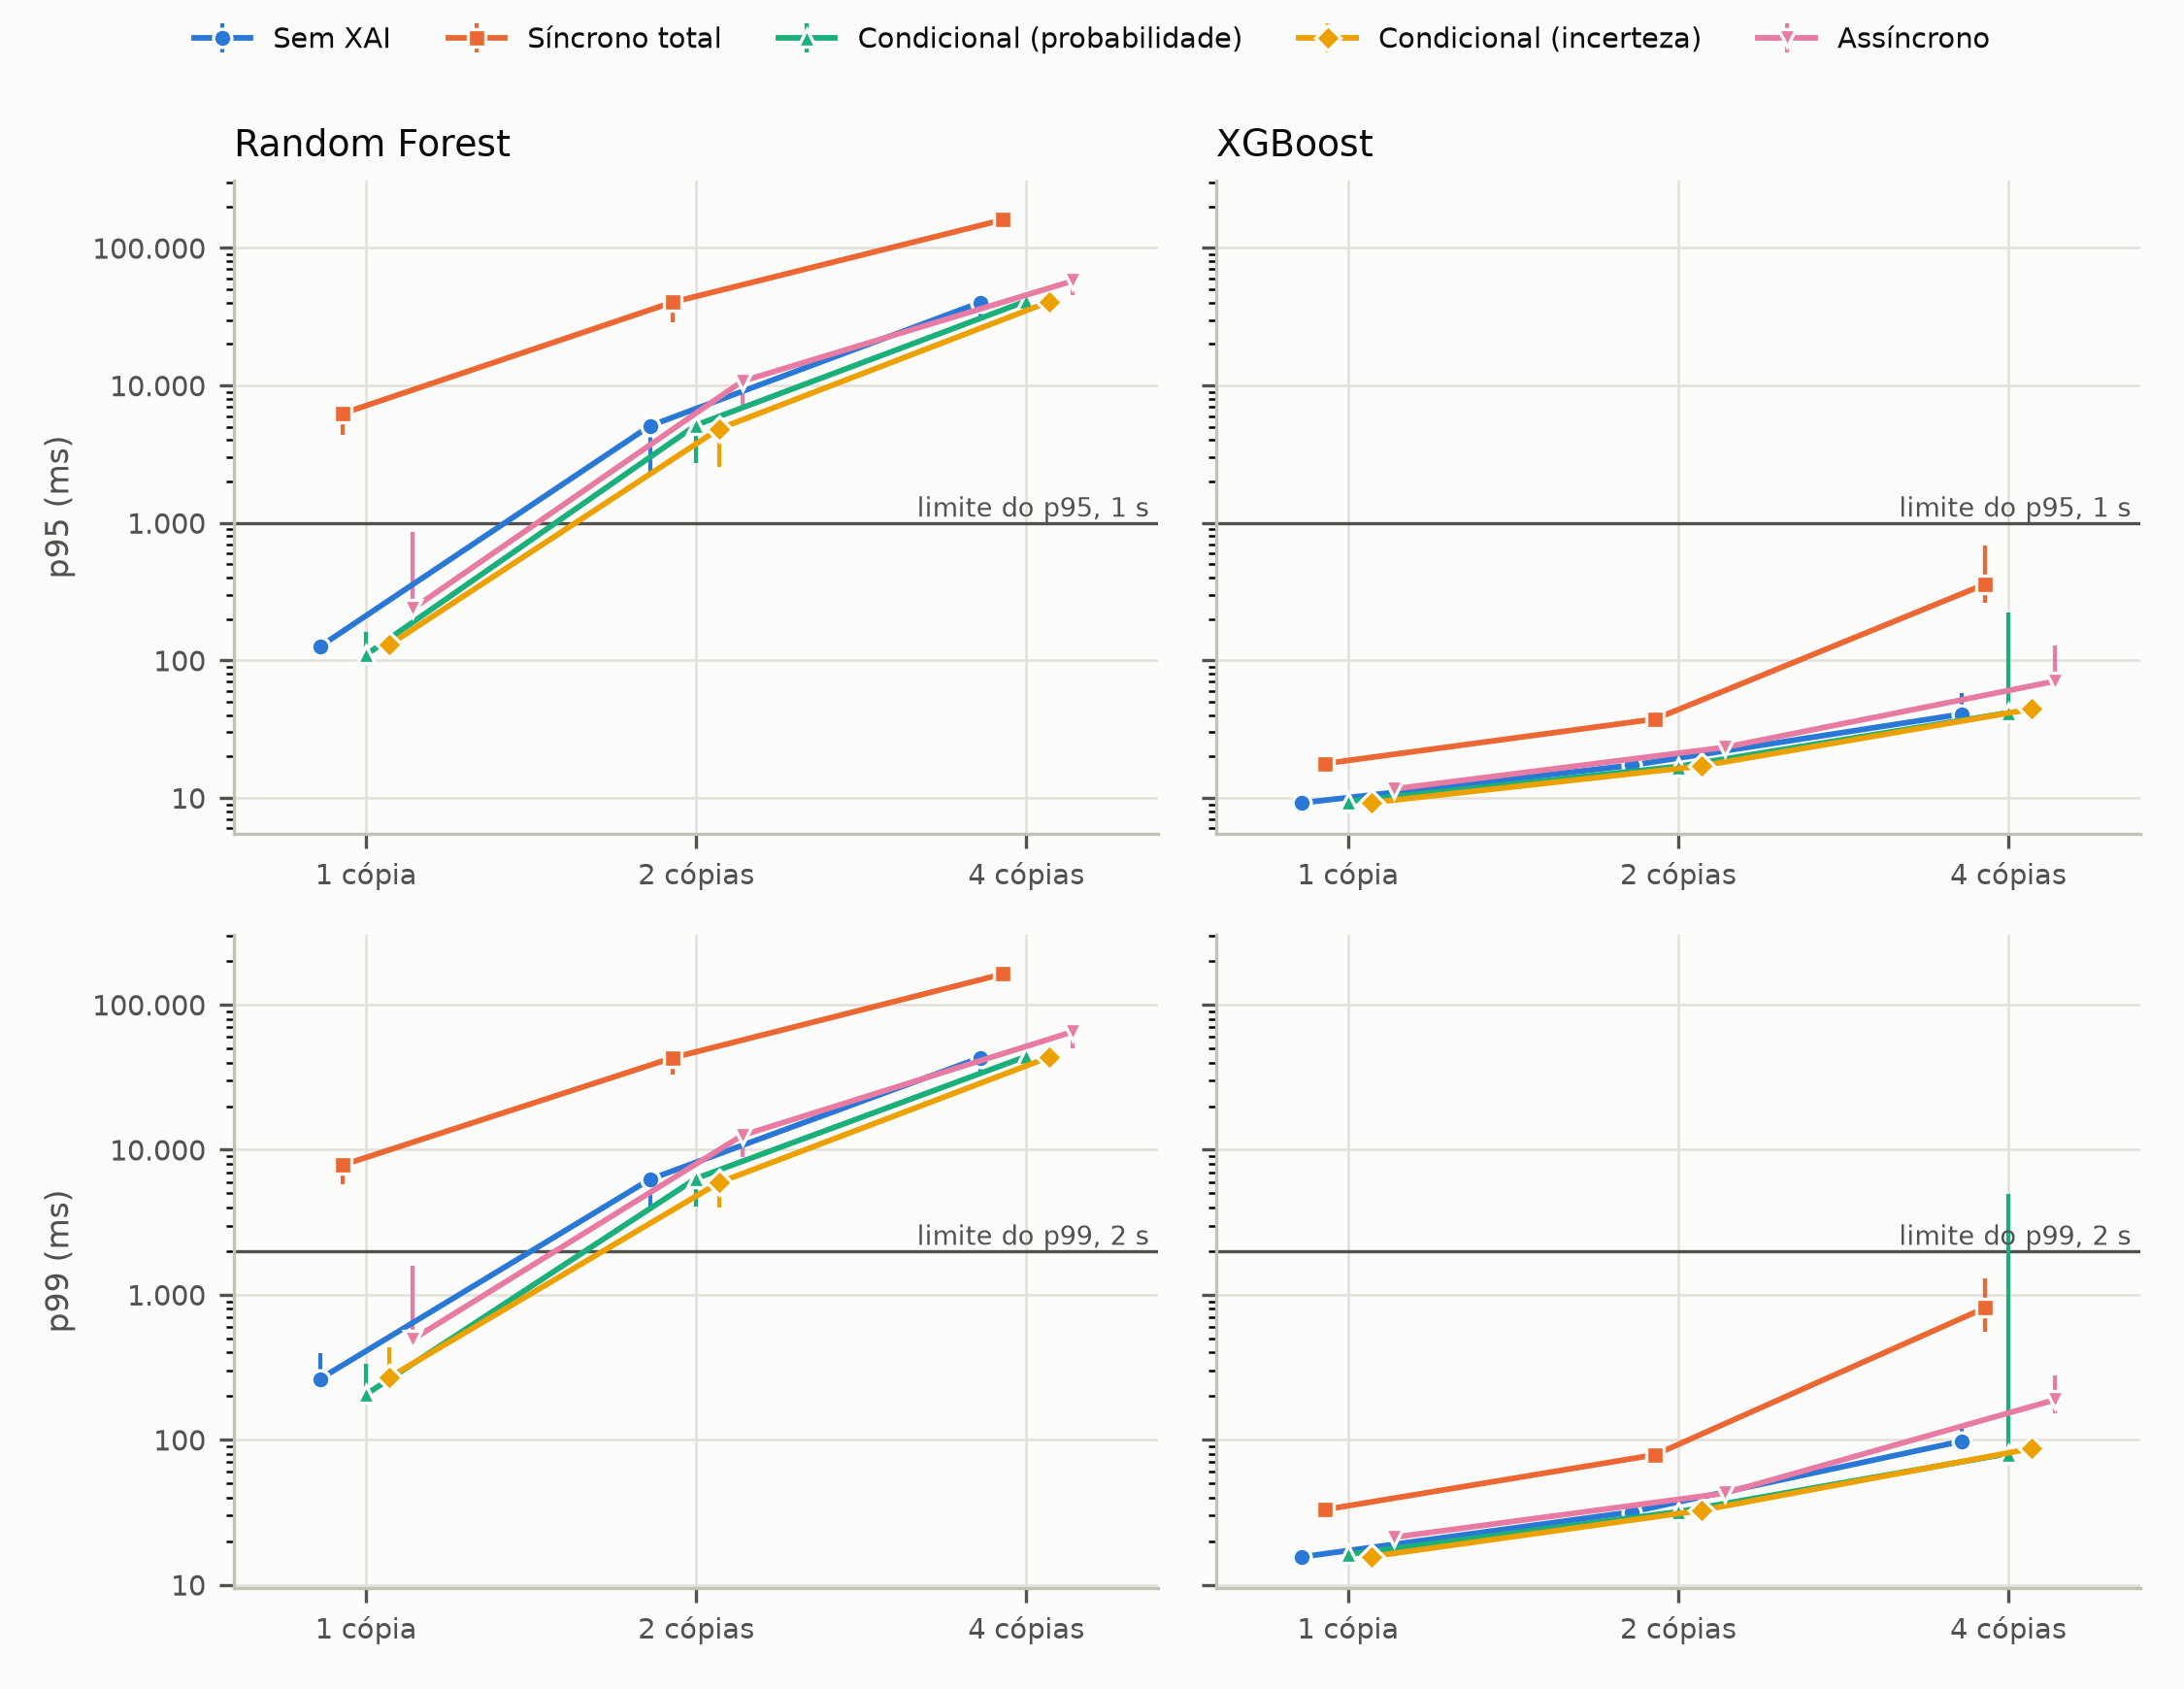 Sem XAI Síncrono total Condicional (probabilidade) Condicional (incerteza) Assíncrono
Random Forest
p95 (ms)
100.000
10.000
1.000
100
10
limite do p95, 1 s
1 cópia 2 cópias 4 cópias
XGBoost
limite do p95, 1 s
1 cópia 2 cópias 4 cópias
p99 (ms)
100.000
10.000
1.000
100
10
limite do p99, 2 s
1 cópia 2 cópias 4 cópias
limite do p99, 2 s
1 cópia 2 cópias 4 cópias